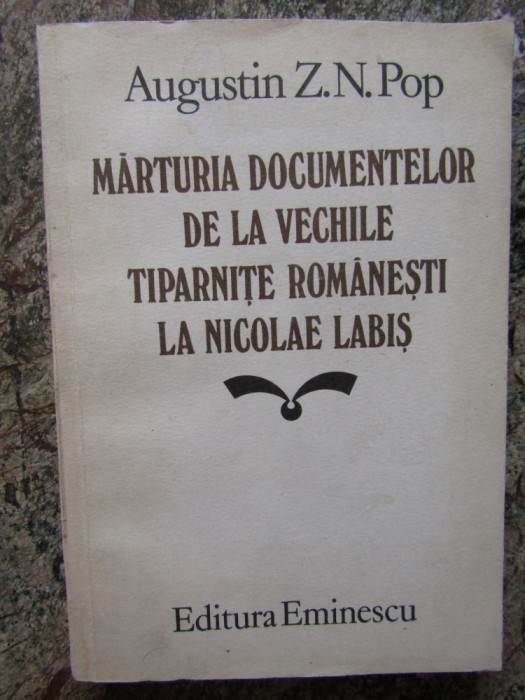 Augustin Z.N. Pop
MĂRTURIA DOCUMENTELOR
DE LA VECHILE
TIPARNIȚE ROMÂNEȘTI
LA NICOLAE LABIȘ
Editura Eminescu